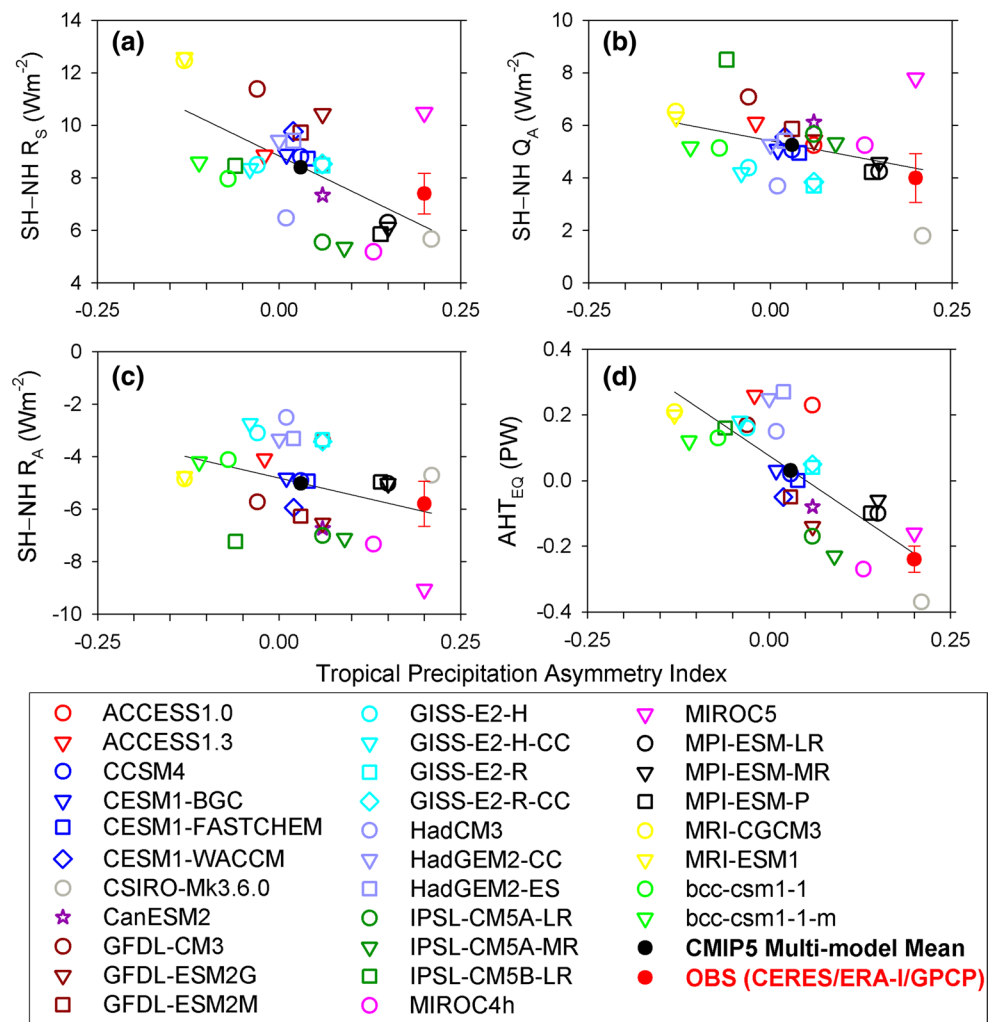 (a)
SH−NH R_S (Wm⁻²)
14
12
10
8
6
4
-0.25
0.00
0.25
(b)
SH−NH Q_A (Wm⁻²)
10
8
6
4
2
0
-0.25
0.00
0.25
(c)
SH−NH R_A (Wm⁻²)
0
-2
-4
-6
-8
-10
-0.25
0.00
0.25
(d)
AHT_EQ (PW)
0.4
0.2
0.0
-0.2
-0.4
-0.25
0.00
0.25
Tropical Precipitation Asymmetry Index
ACCESS1.0
ACCESS1.3
CCSM4
CESM1-BGC
CESM1-FASTCHEM
CESM1-WACCM
CSIRO-Mk3.6.0
CanESM2
GFDL-CM3
GFDL-ESM2G
GFDL-ESM2M
GISS-E2-H
GISS-E2-H-CC
GISS-E2-R
GISS-E2-R-CC
HadCM3
HadGEM2-CC
HadGEM2-ES
IPSL-CM5A-LR
IPSL-CM5A-MR
IPSL-CM5B-LR
MIROC4h
MIROC5
MPI-ESM-LR
MPI-ESM-MR
MPI-ESM-P
MRI-CGCM3
MRI-ESM1
bcc-csm1-1
bcc-csm1-1-m
CMIP5 Multi-model Mean
OBS (CERES/ERA-I/GPCP)